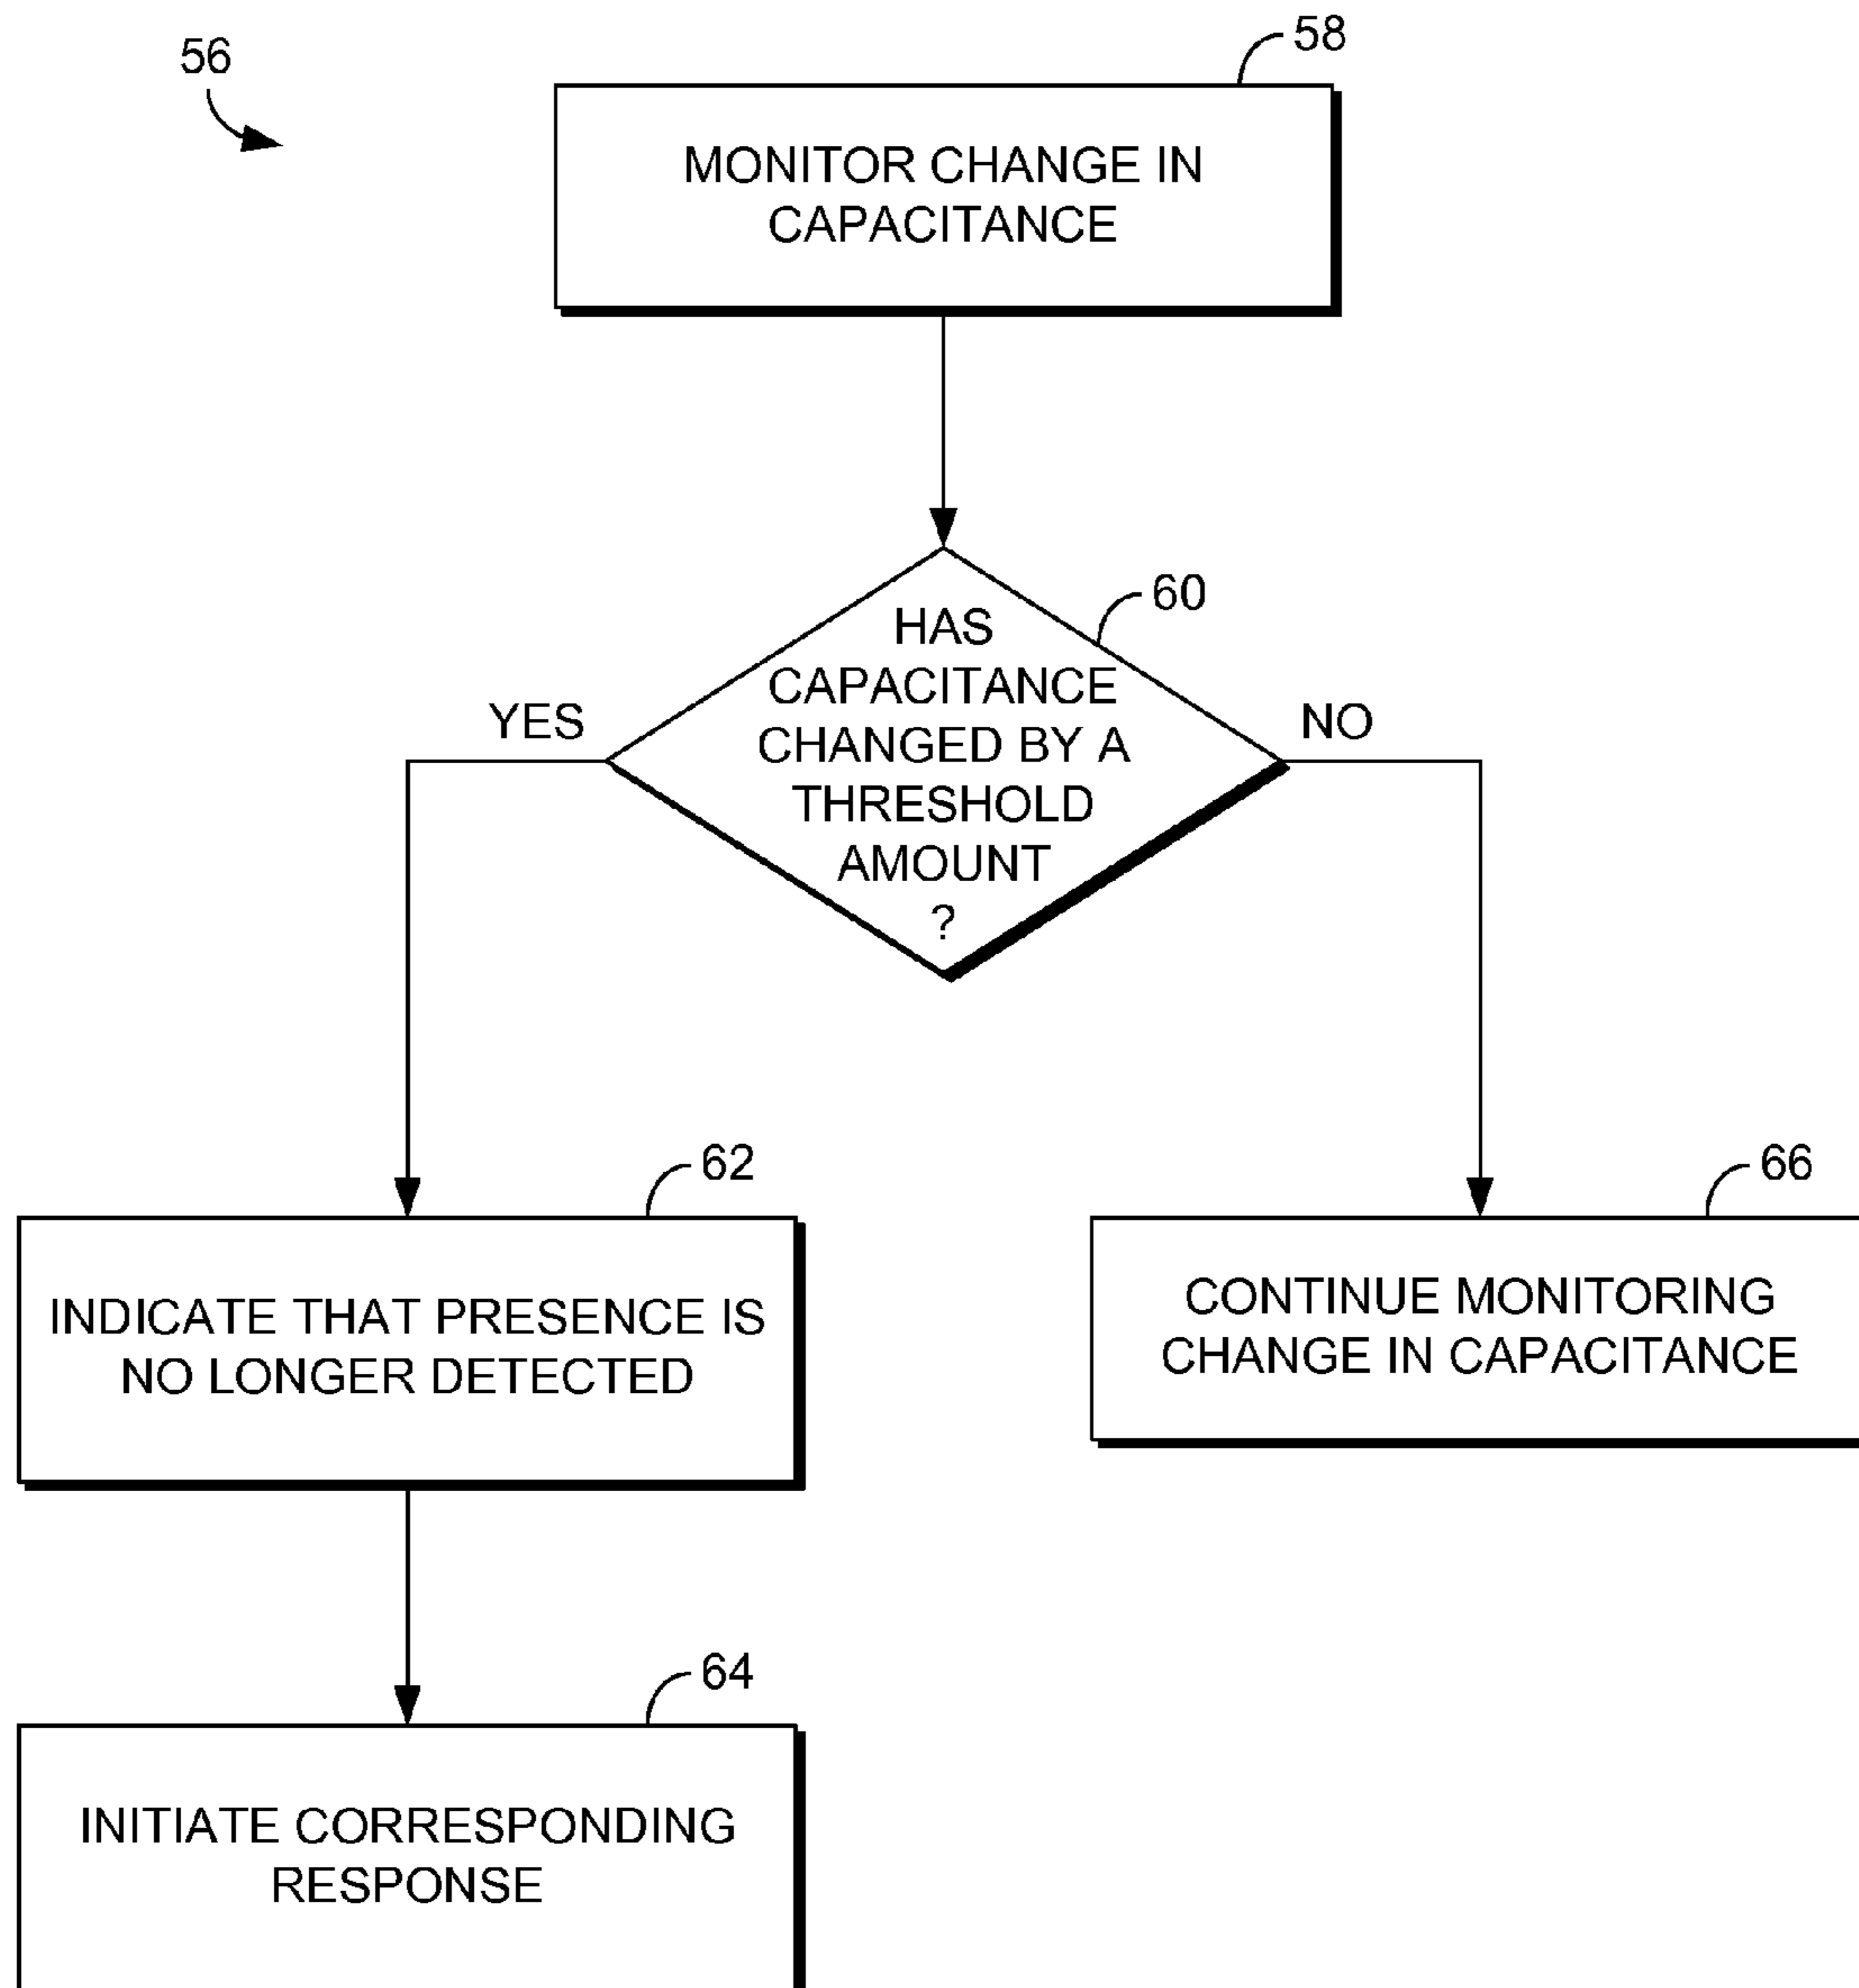 56
58
MONITOR CHANGE IN
CAPACITANCE
60
HAS
CAPACITANCE
CHANGED BY A
THRESHOLD
AMOUNT
?
YES
NO
62
INDICATE THAT PRESENCE IS
NO LONGER DETECTED
66
CONTINUE MONITORING
CHANGE IN CAPACITANCE
64
INITIATE CORRESPONDING
RESPONSE